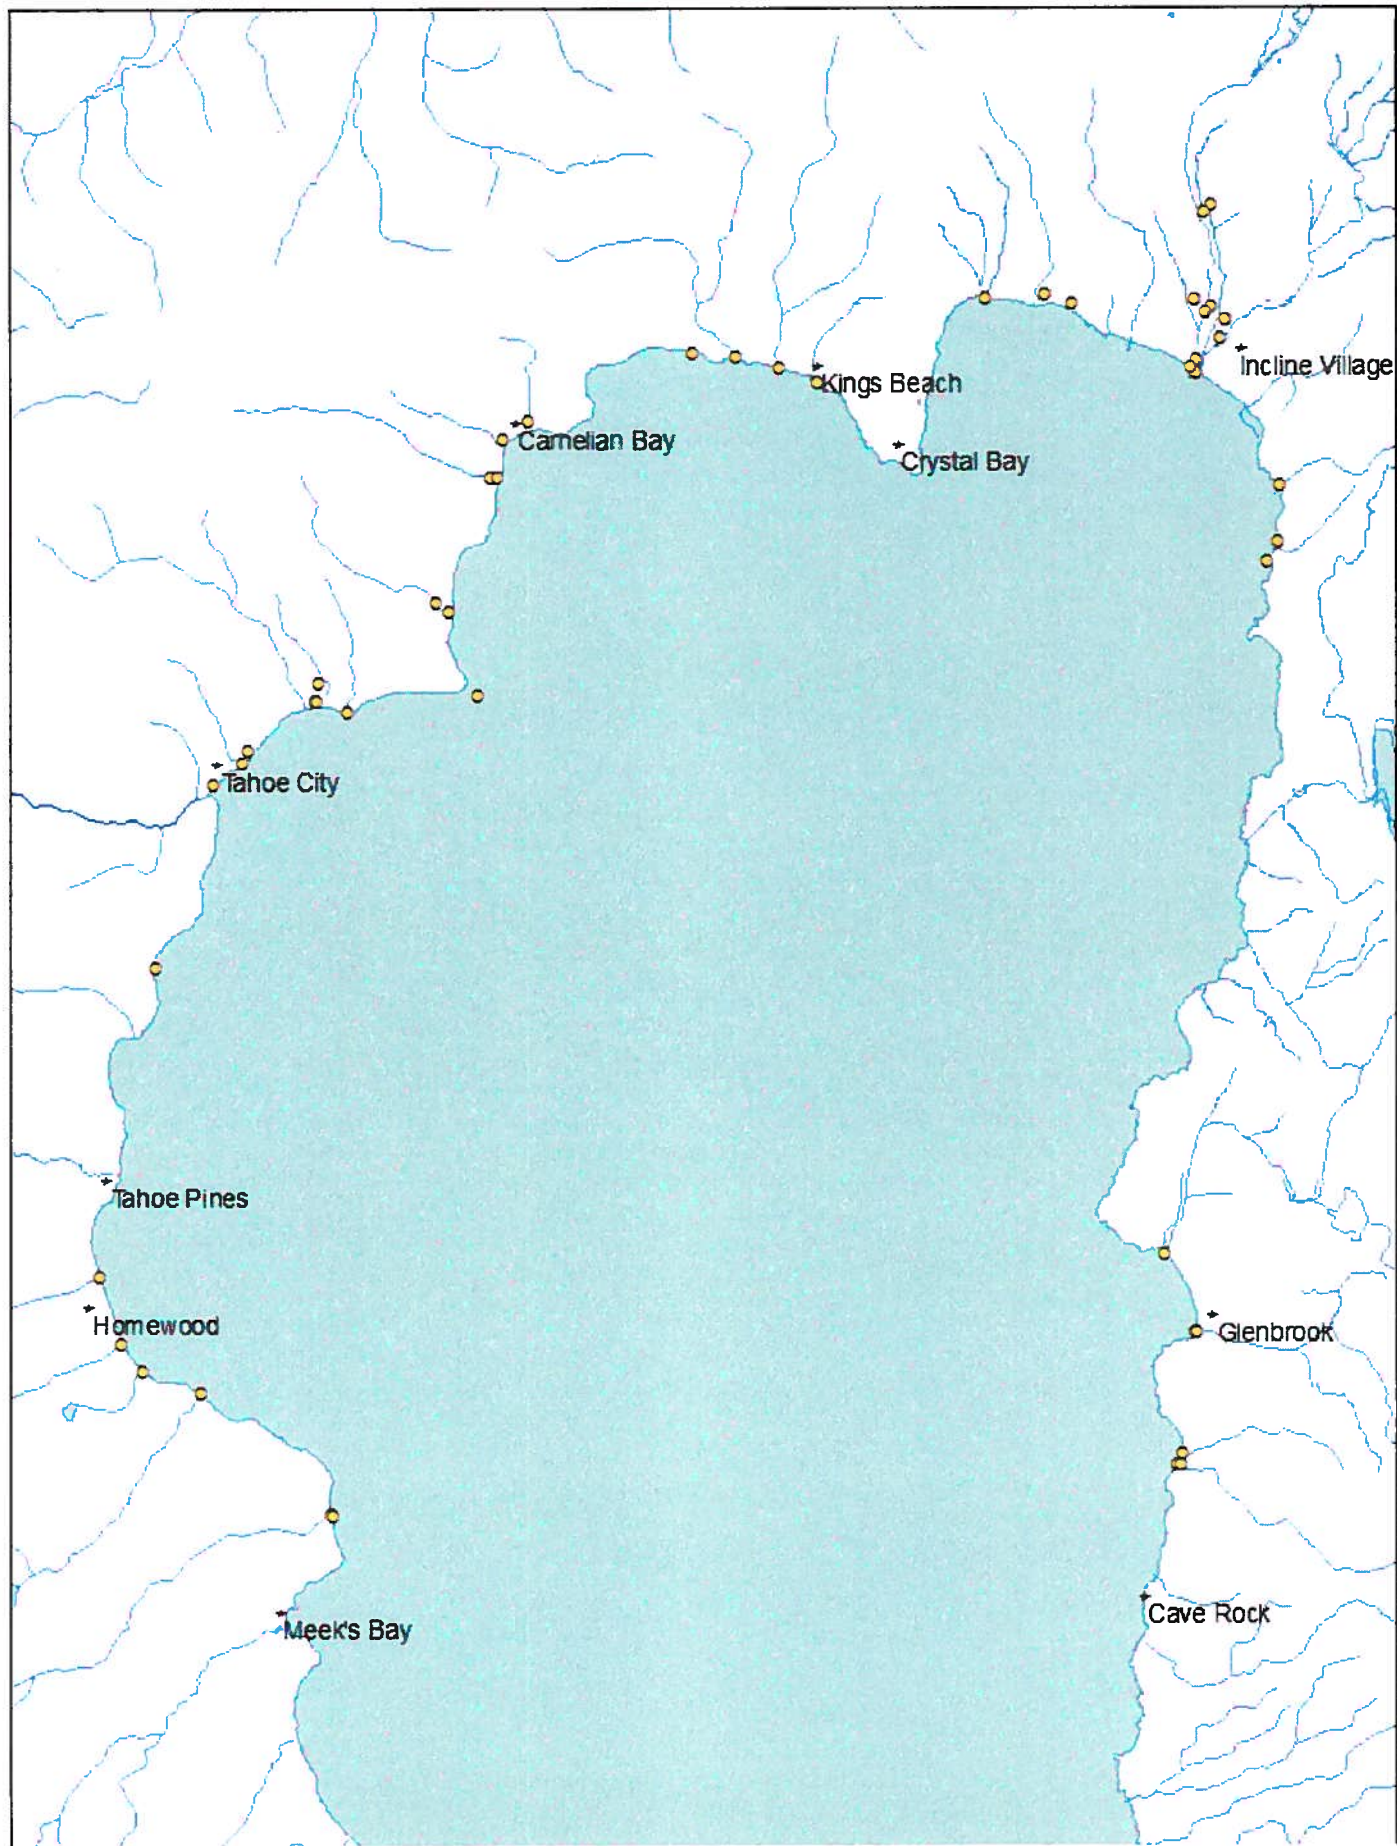 Incline Village
Kings Beach
Carnelian Bay
Crystal Bay
Tahoe City
Tahoe Pines
Homewood
Glenbrook
Cave Rock
Meek's Bay